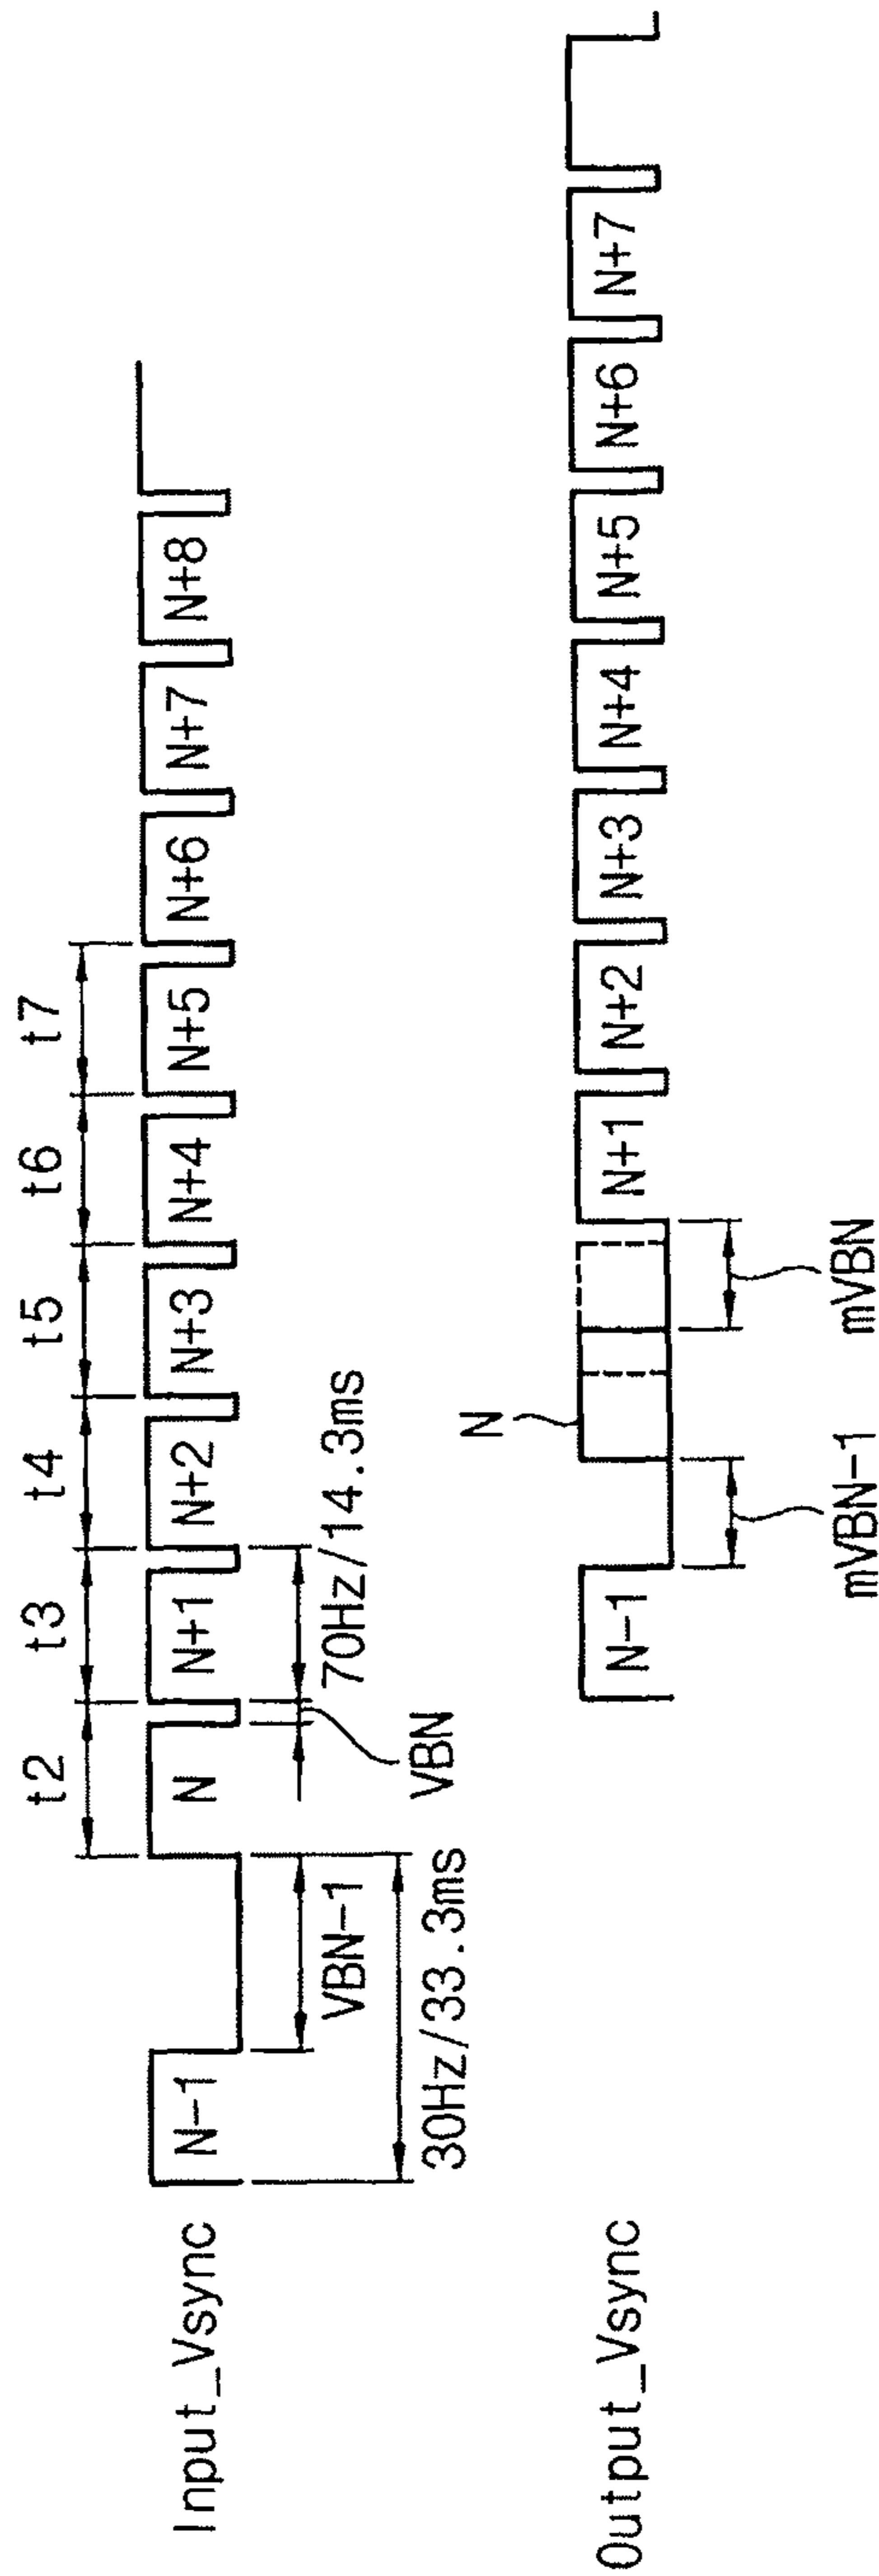 t2
t3
t4
t5
t6
t7
Input_Vsync
N-1
N
N+1
N+2
N+3
N+4
N+5
N+6
N+7
N+8
VBN-1
70Hz/14.3ms
VBN
30Hz/33.3ms
N
Output_Vsync
N-1
N+1
N+2
N+3
N+4
N+5
N+6
N+7
mVBN-1
mVBN